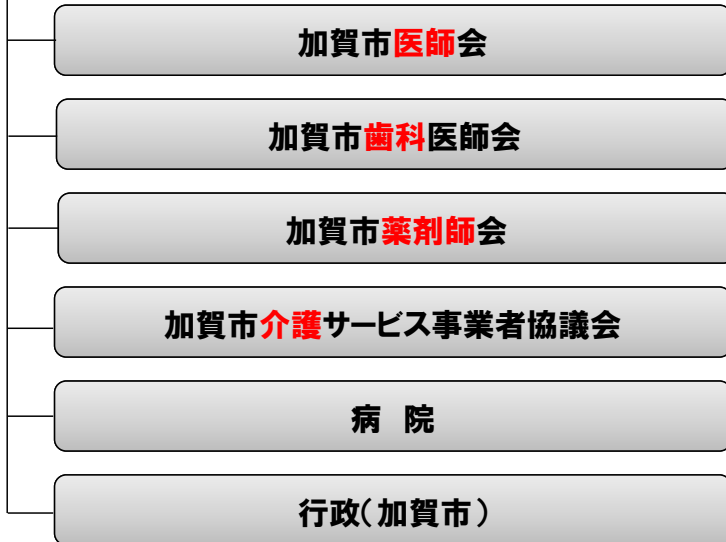 加賀市医師会
加賀市歯科医師会
加賀市薬剤師会
加賀市介護サービス事業者協議会
病 院
行政(加賀市)